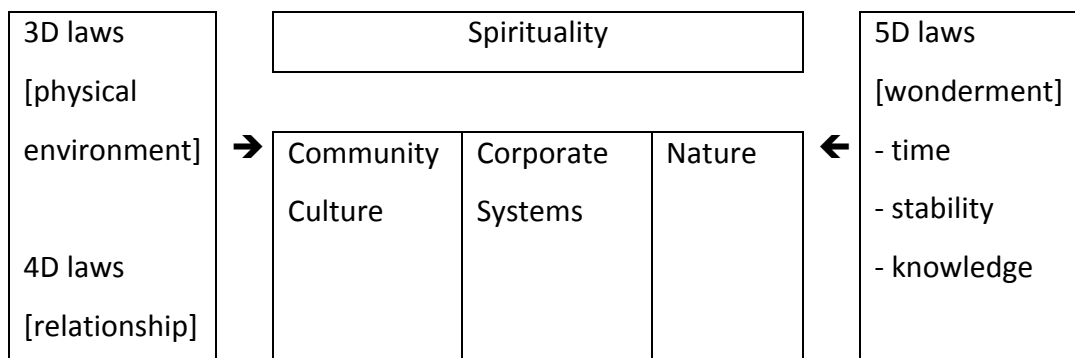 3D laws
[physical
environment]
4D laws
[relationship]
Spirituality
Community
Culture
Corporate
Systems
Nature
5D laws
[wonderment]
- time
- stability
- knowledge